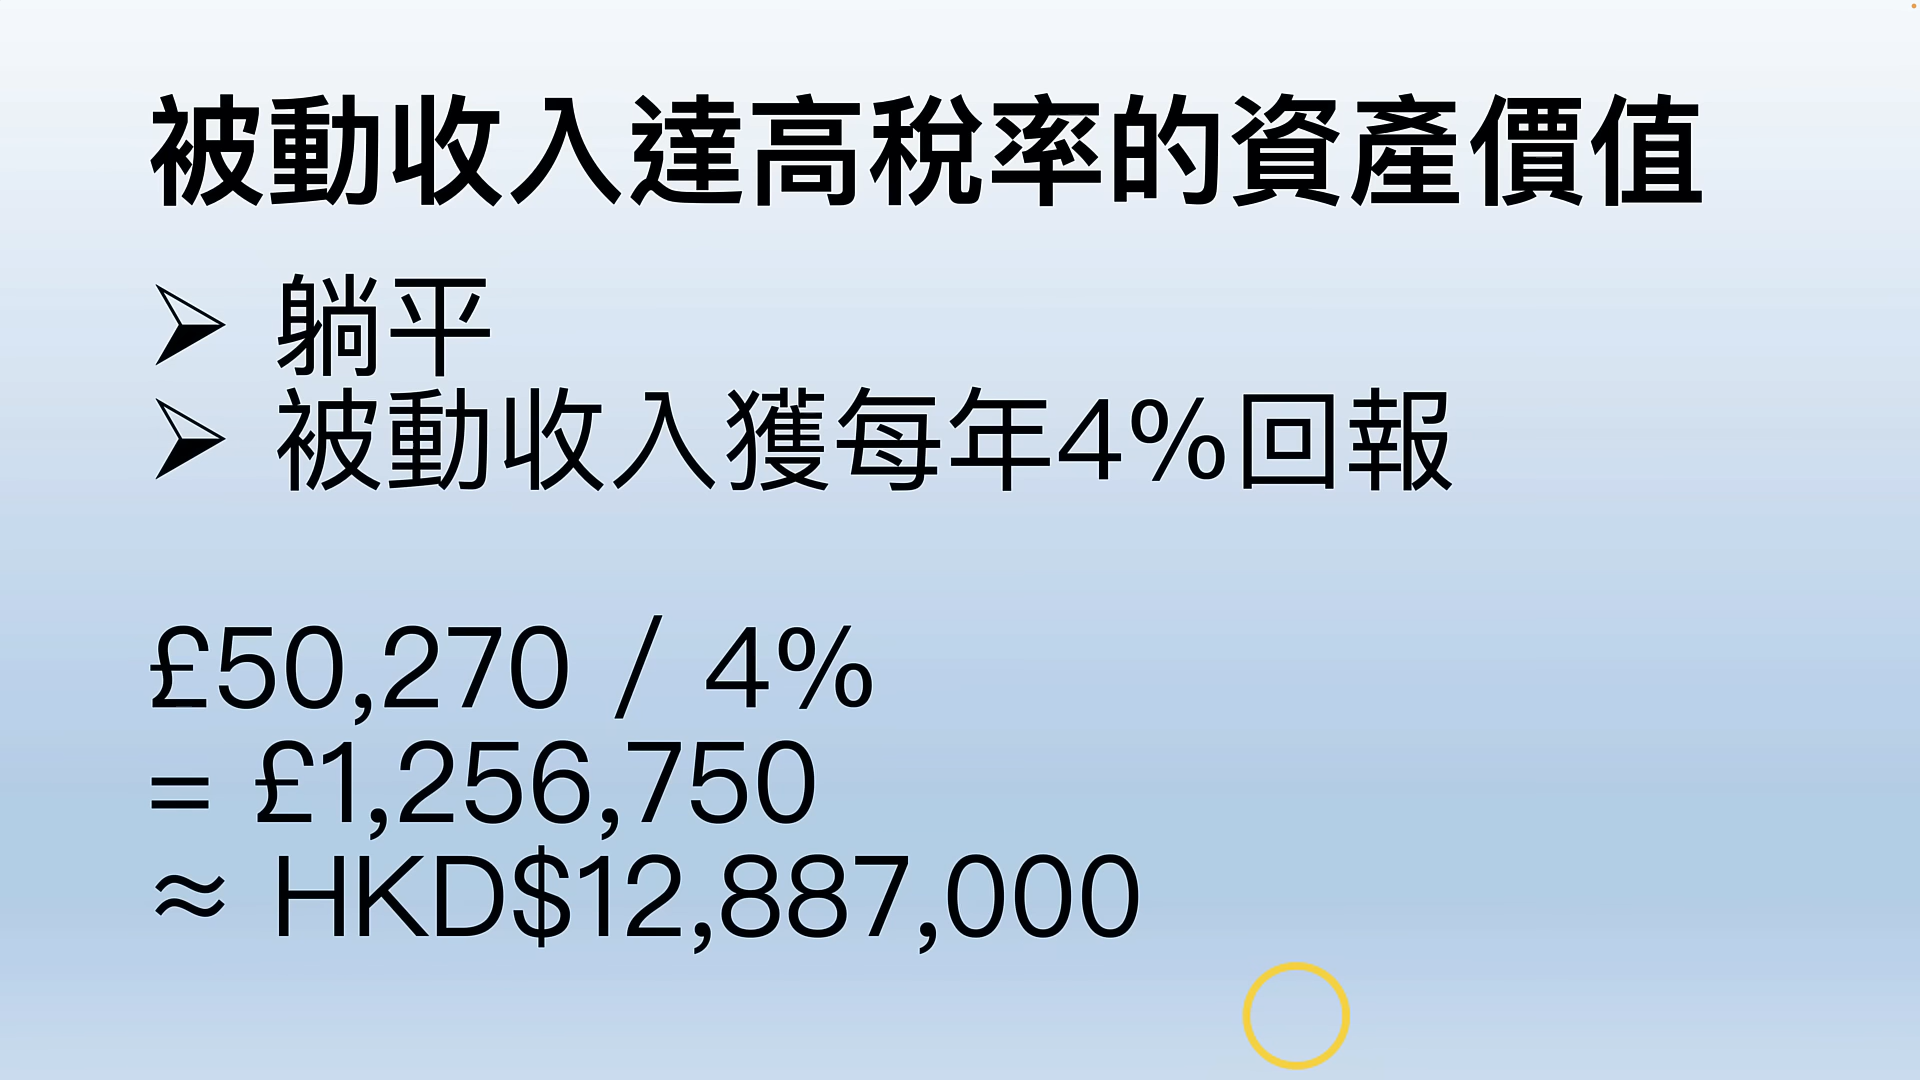 被動收入達高稅率的資產價值
➢ 躺平
➢ 被動收入獲每年4%回報
£50,270 / 4%
= £1,256,750
≈ HKD$12,887,000